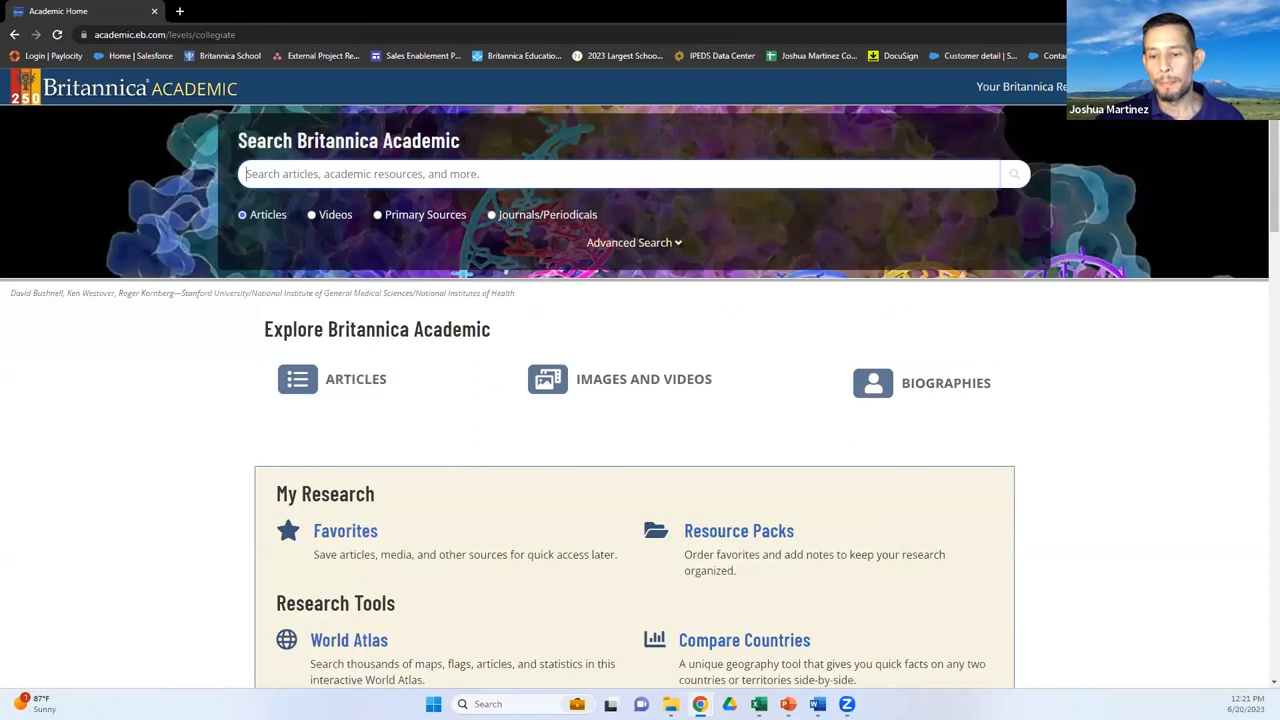 Academic Home
academic.eb.com/levels/collegiate
Login | Paylocity
Home | Salesforce
Britannica School
External Project Re...
Sales Enablement P...
Britannica Educatio...
2023 Largest Schoo...
IPEDS Data Center
Joshua Martinez Co...
DocuSign
Customer detail | S...
Conta
250
Britannica ACADEMIC
Your Britannica Re
Joshua Martinez
Search Britannica Academic
Search articles, academic resources, and more.
Articles
Videos
Primary Sources
Journals/Periodicals
Advanced Search
David Bushnell, Ken Westover, Roger Kornberg—Stanford University/National Institute of General Medical Sciences/National Institutes of Health
Explore Britannica Academic
ARTICLES
IMAGES AND VIDEOS
BIOGRAPHIES
My Research
Favorites
Save articles, media, and other sources for quick access later.
Resource Packs
Order favorites and add notes to keep your research
organized.
Research Tools
World Atlas
Search thousands of maps, flags, articles, and statistics in this
interactive World Atlas.
Compare Countries
A unique geography tool that gives you quick facts on any two
countries or territories side-by-side.
1
87°F
Sunny
Search
12:21 PM
6/20/2023